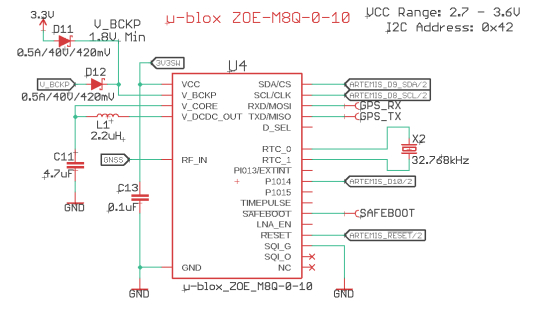 3.3V
D11
V_BCKP
1.8V Min
0.5A/40V/420mV
µ-blox ZOE-M8Q-0-10
VCC Range: 2.7 - 3.6V
I2C Address: 0x42
3V3SW
U4
V_BCKP
D12
0.5A/40V/420mV
VCC
V_BCKP
V_CORE
V_DCDC_OUT
RF_IN
GND
SDA/CS
SCL/CLK
RXD/MOSI
TXD/MISO
D_SEL
RTC_0
RTC_1
PIO13/EXTINT
P1014
P1015
TIMEPULSE
SAFEBOOT
LNA_EN
RESET
SQI_G
SQI_O
NC
ARTEMIS_D9_SDA/2
ARTEMIS_D8_SCL/2
GPS_RX
GPS_TX
X2
32.768kHz
ARTEMIS_D10/2
SAFEBOOT
ARTEMIS_RESET/2
L1
2.2uH
C11
4.7uF
GND
GNSS
C13
0.1uF
GND
µ-blox_ZOE_M8Q-0-10
GND